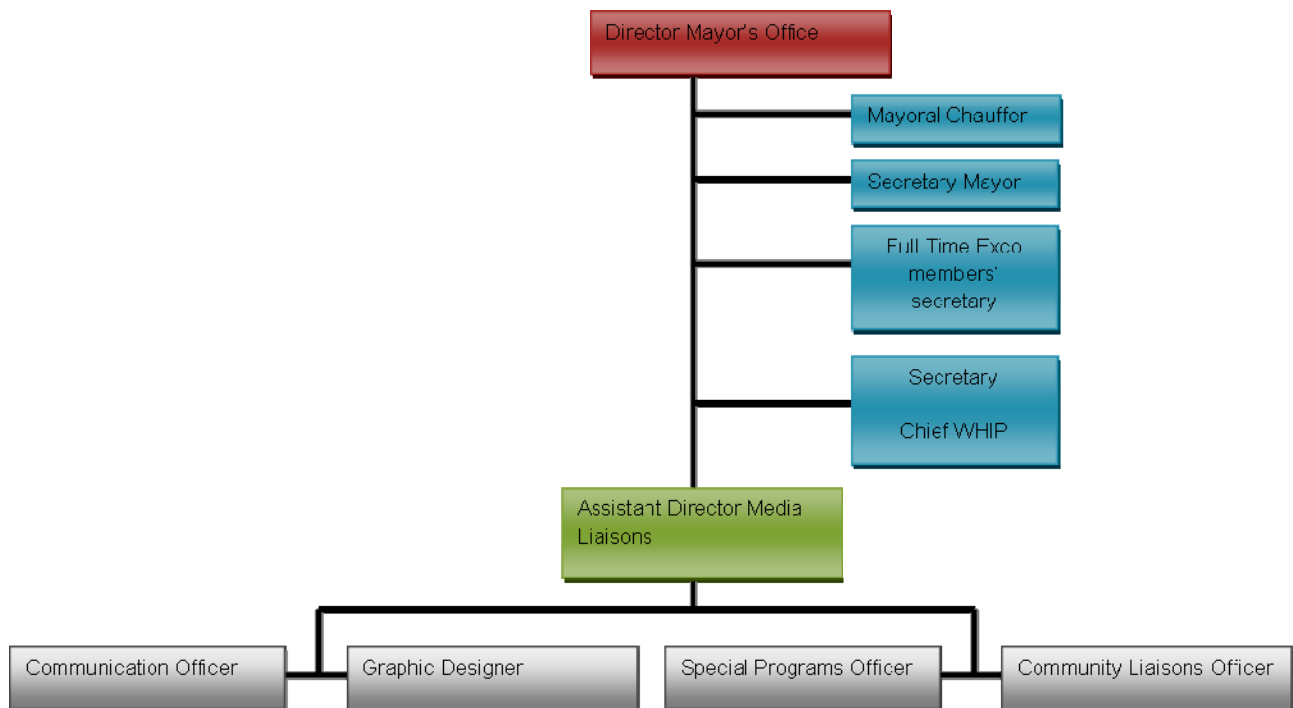 Director Mayor's Office
Mayoral Chauffor
Secretary Mayor
Full Time Exco
members'
secretary
Secretary
Chief WHIP
Assistant Director Media
Liaisons
Communication Officer
Graphic Designer
Special Programs Officer
Community Liaisons Officer